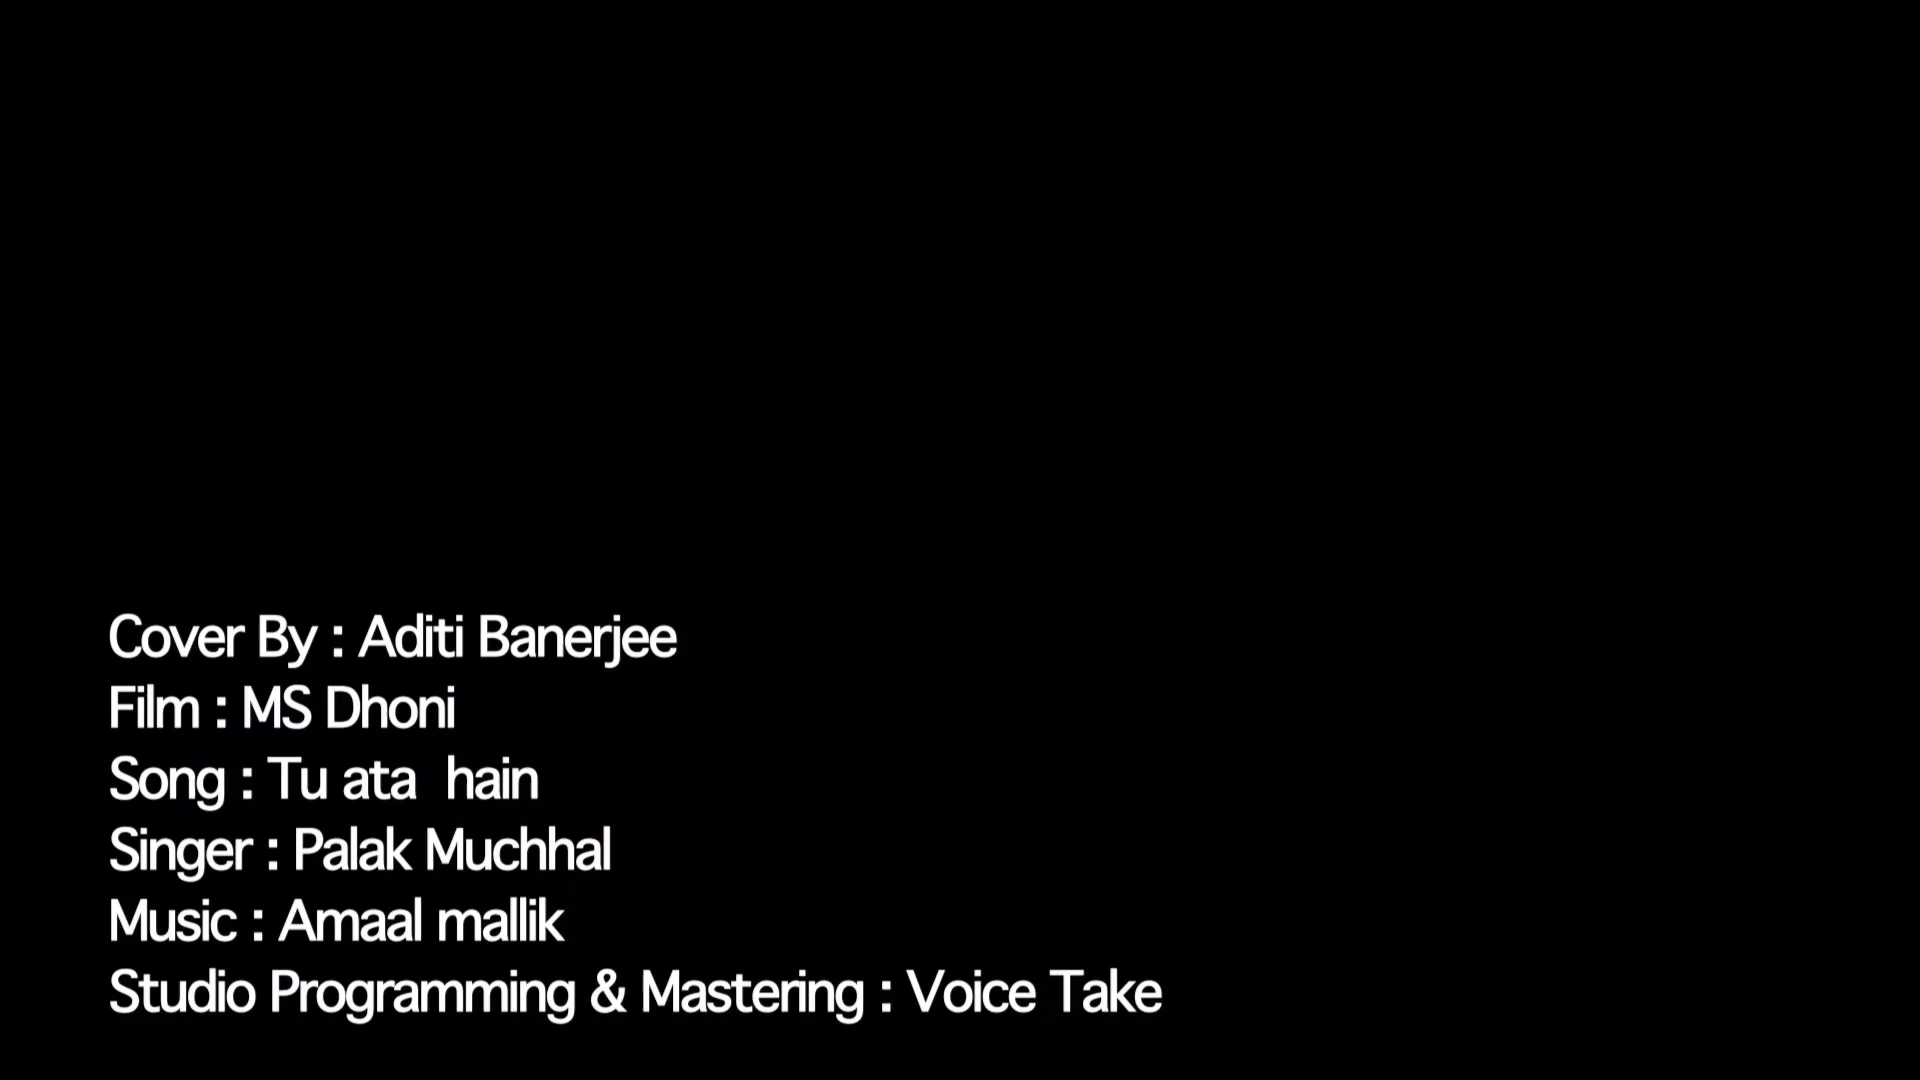 Cover By : Aditi Banerjee
Film : MS Dhoni
Song : Tu ata  hain
Singer : Palak Muchhal
Music : Amaal mallik
Studio Programming & Mastering : Voice Take